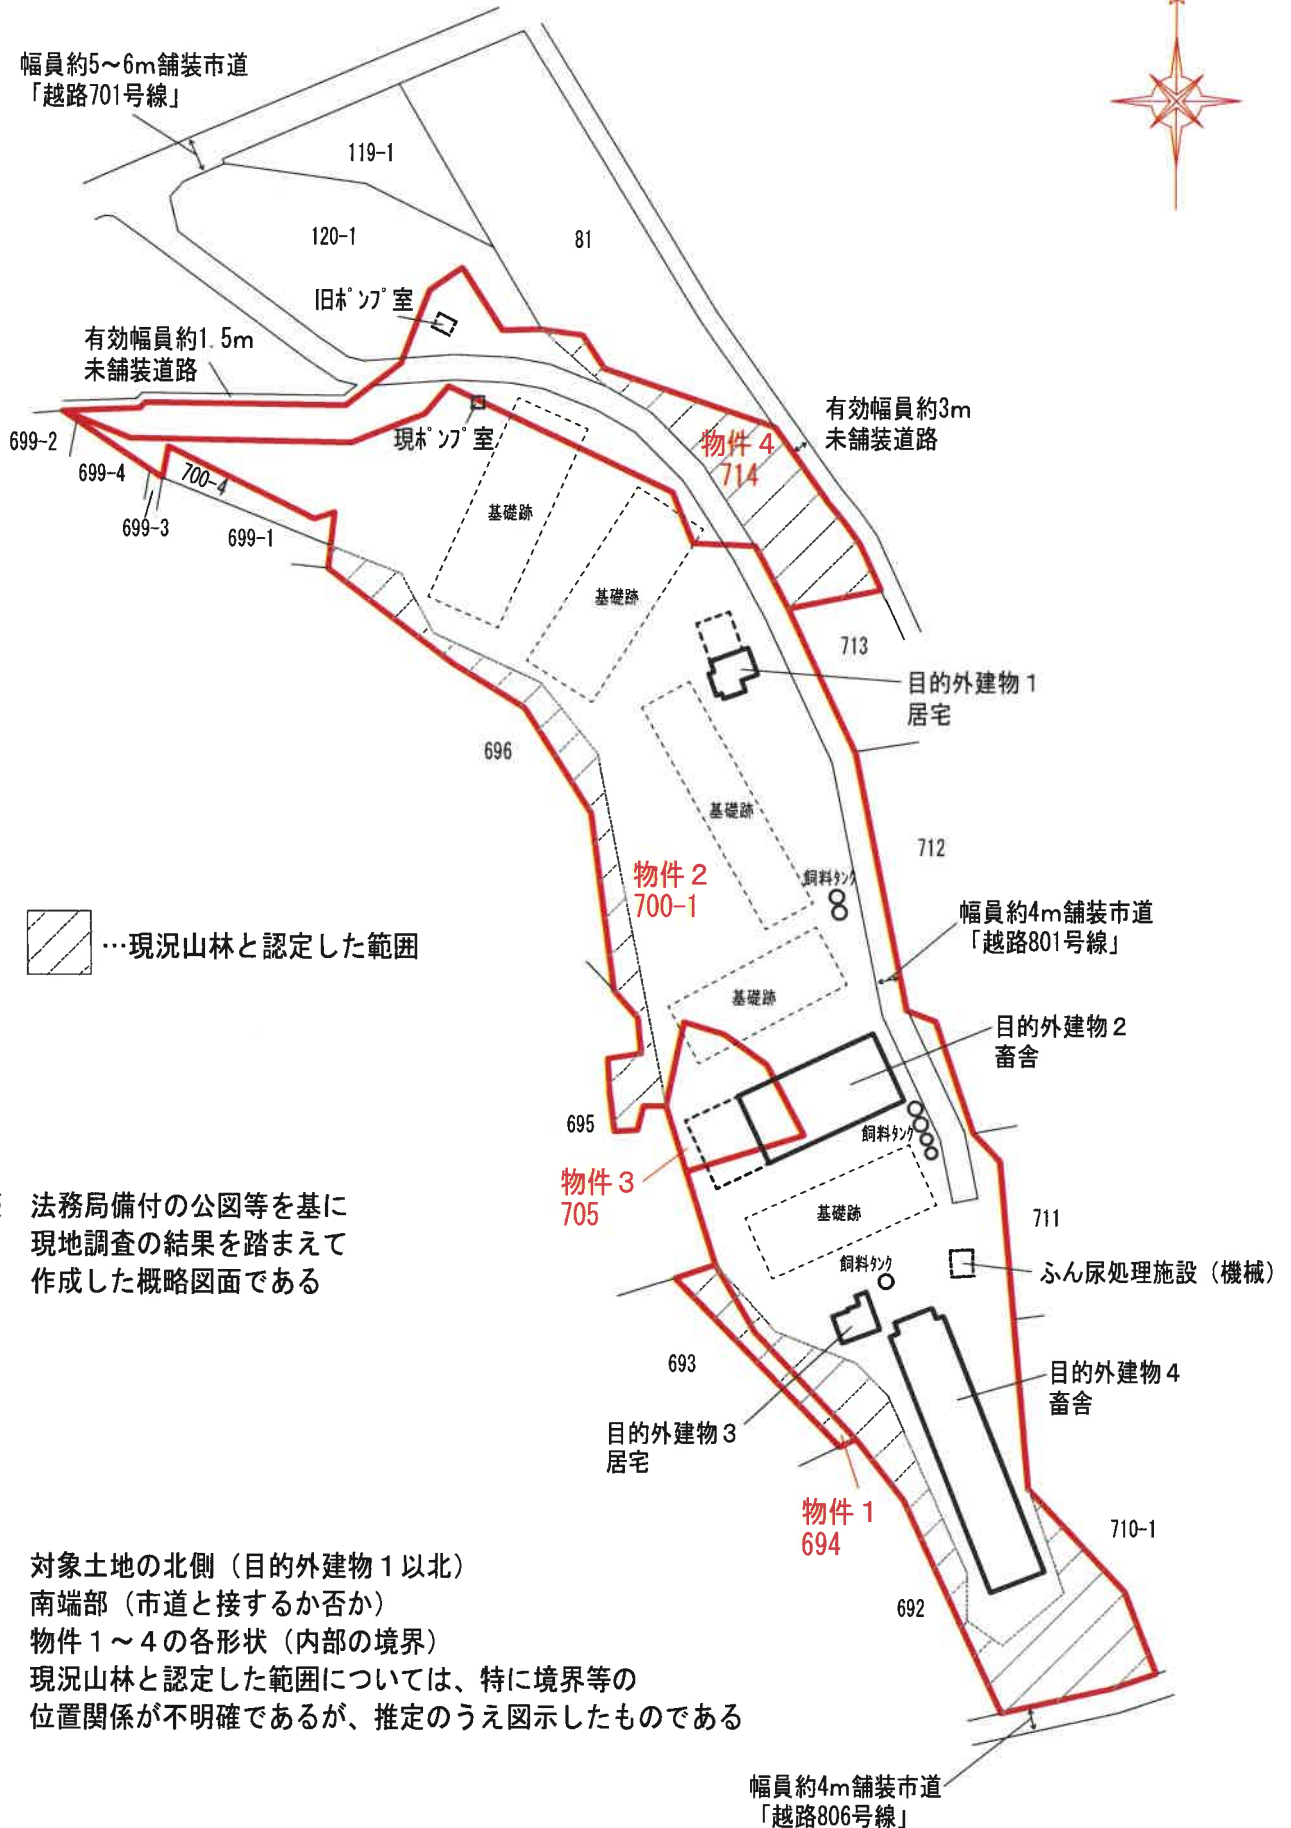 幅員約5～6m舗装市道
「越路701号線」
119-1
120-1
81
旧ﾎﾟﾝﾌﾟ室
有効幅員約1.5m
未舗装道路
699-2
699-4
699-3
700-4
699-1
現ﾎﾟﾝﾌﾟ室
有効幅員約3m
未舗装道路
物件4
714
基礎跡
基礎跡
713
目的外建物1
居宅
696
基礎跡
712
物件2
700-1
飼料ﾀﾝｸ
幅員約4m舗装市道
「越路801号線」
…現況山林と認定した範囲
基礎跡
目的外建物2
畜舎
695
飼料ﾀﾝｸ
物件3
705
法務局備付の公図等を基に
現地調査の結果を踏まえて
作成した概略図面である
基礎跡
711
飼料ﾀﾝｸ
ふん尿処理施設（機械）
693
目的外建物4
畜舎
目的外建物3
居宅
物件1
694
710-1
692
対象土地の北側（目的外建物1以北）
南端部（市道と接するか否か）
物件1～4の各形状（内部の境界）
現況山林と認定した範囲については、特に境界等の
位置関係が不明確であるが、推定のうえ図示したものである
幅員約4m舗装市道
「越路806号線」